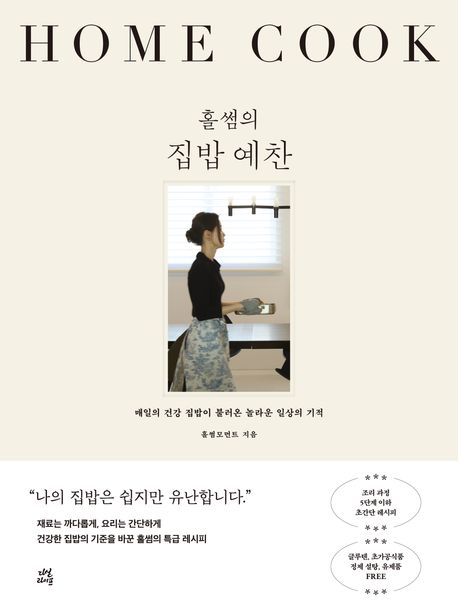 HOME COOK
홀썸의
집밥 예찬
매일의 건강 집밥이 불러온 놀라운 일상의 기적
홀썸모먼트 지음
“나의 집밥은 쉽지만 유난합니다.”
재료는 까다롭게, 요리는 간단하게
건강한 집밥의 기준을 바꾼 홀썸의 특급 레시피
조리 과정
5단계 이하
초간단 레시피
글루텐, 초가공식품
정제 설탕, 유제품
FREE
다산
라이프